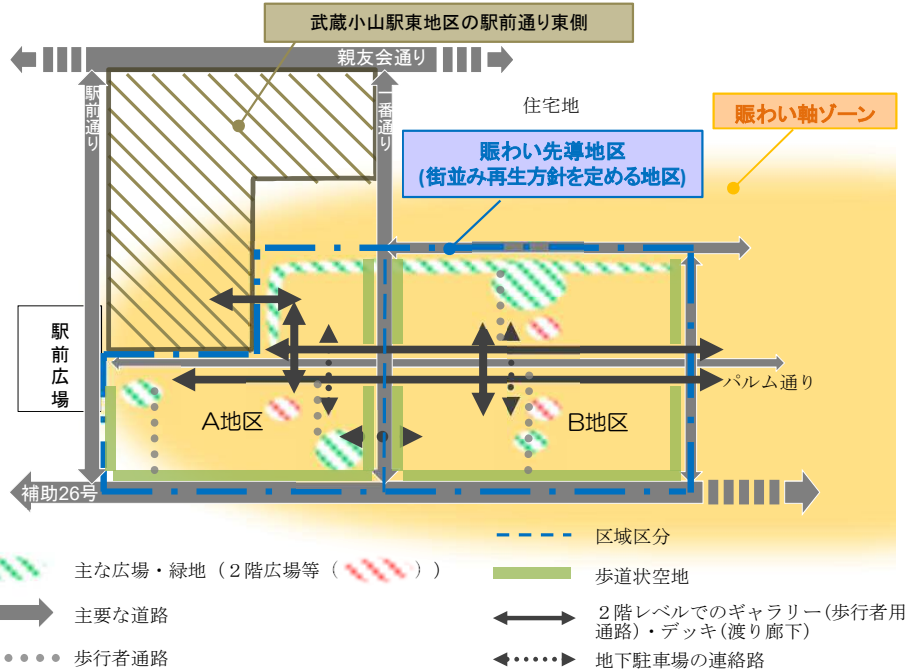 武蔵小山駅東地区の駅前通り東側
親友会通り
駅前通り
一番通り
住宅地
賑わい軸ゾーン
賑わい先導地区
(街並み再生方針を定める地区)
駅前広場
パルム通り
A地区
B地区
補助26号
区域区分
主な広場・緑地（２階広場等（ ））
歩道状空地
主要な道路
２階レベルでのギャラリー(歩行者用
通路)・デッキ(渡り廊下)
歩行者通路
地下駐車場の連絡路